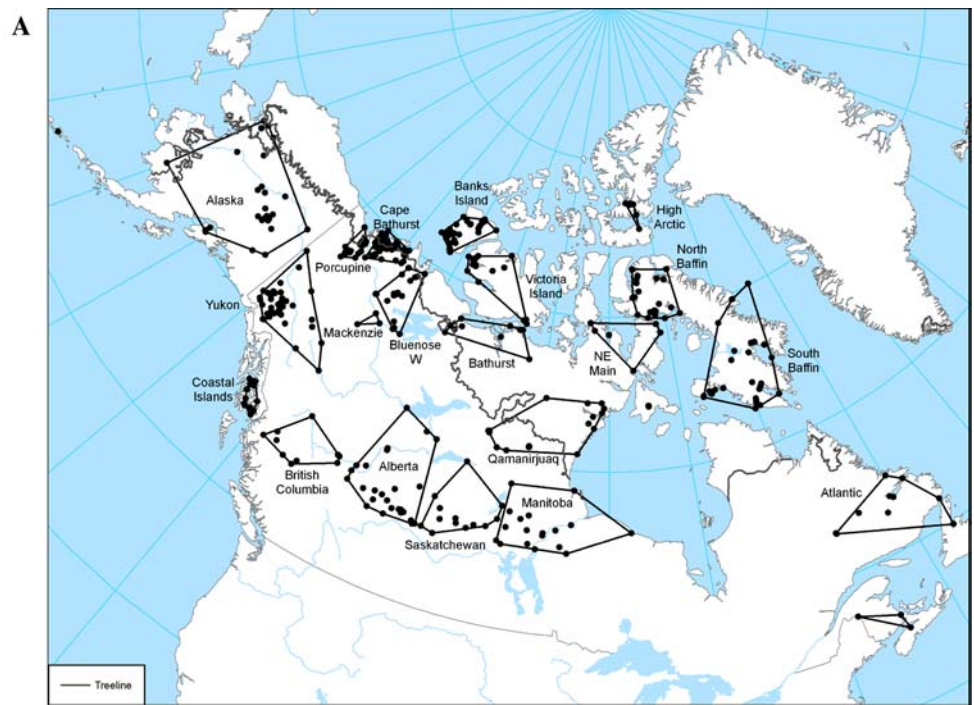 A
Alaska
Cape
Bathurst
Banks
Island
High
Arctic
North
Baffin
Porcupine
Victoria
Island
Yukon
Mackenzie
Bluenose
W
Bathurst
NE
Main
South
Baffin
Coastal
Islands
British
Columbia
Alberta
Qamanirjuaq
Saskatchewan
Manitoba
Atlantic
Treeline